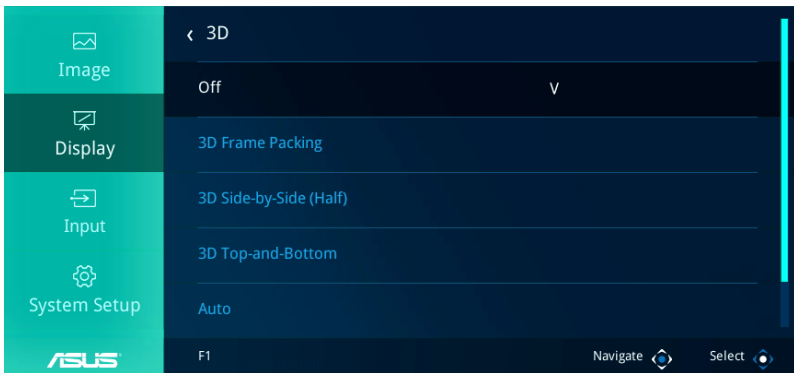 Image
Display
Input
System Setup
ASUS
3D
Off V
3D Frame Packing
3D Side-by-Side (Half)
3D Top-and-Bottom
Auto
F1 Navigate Select